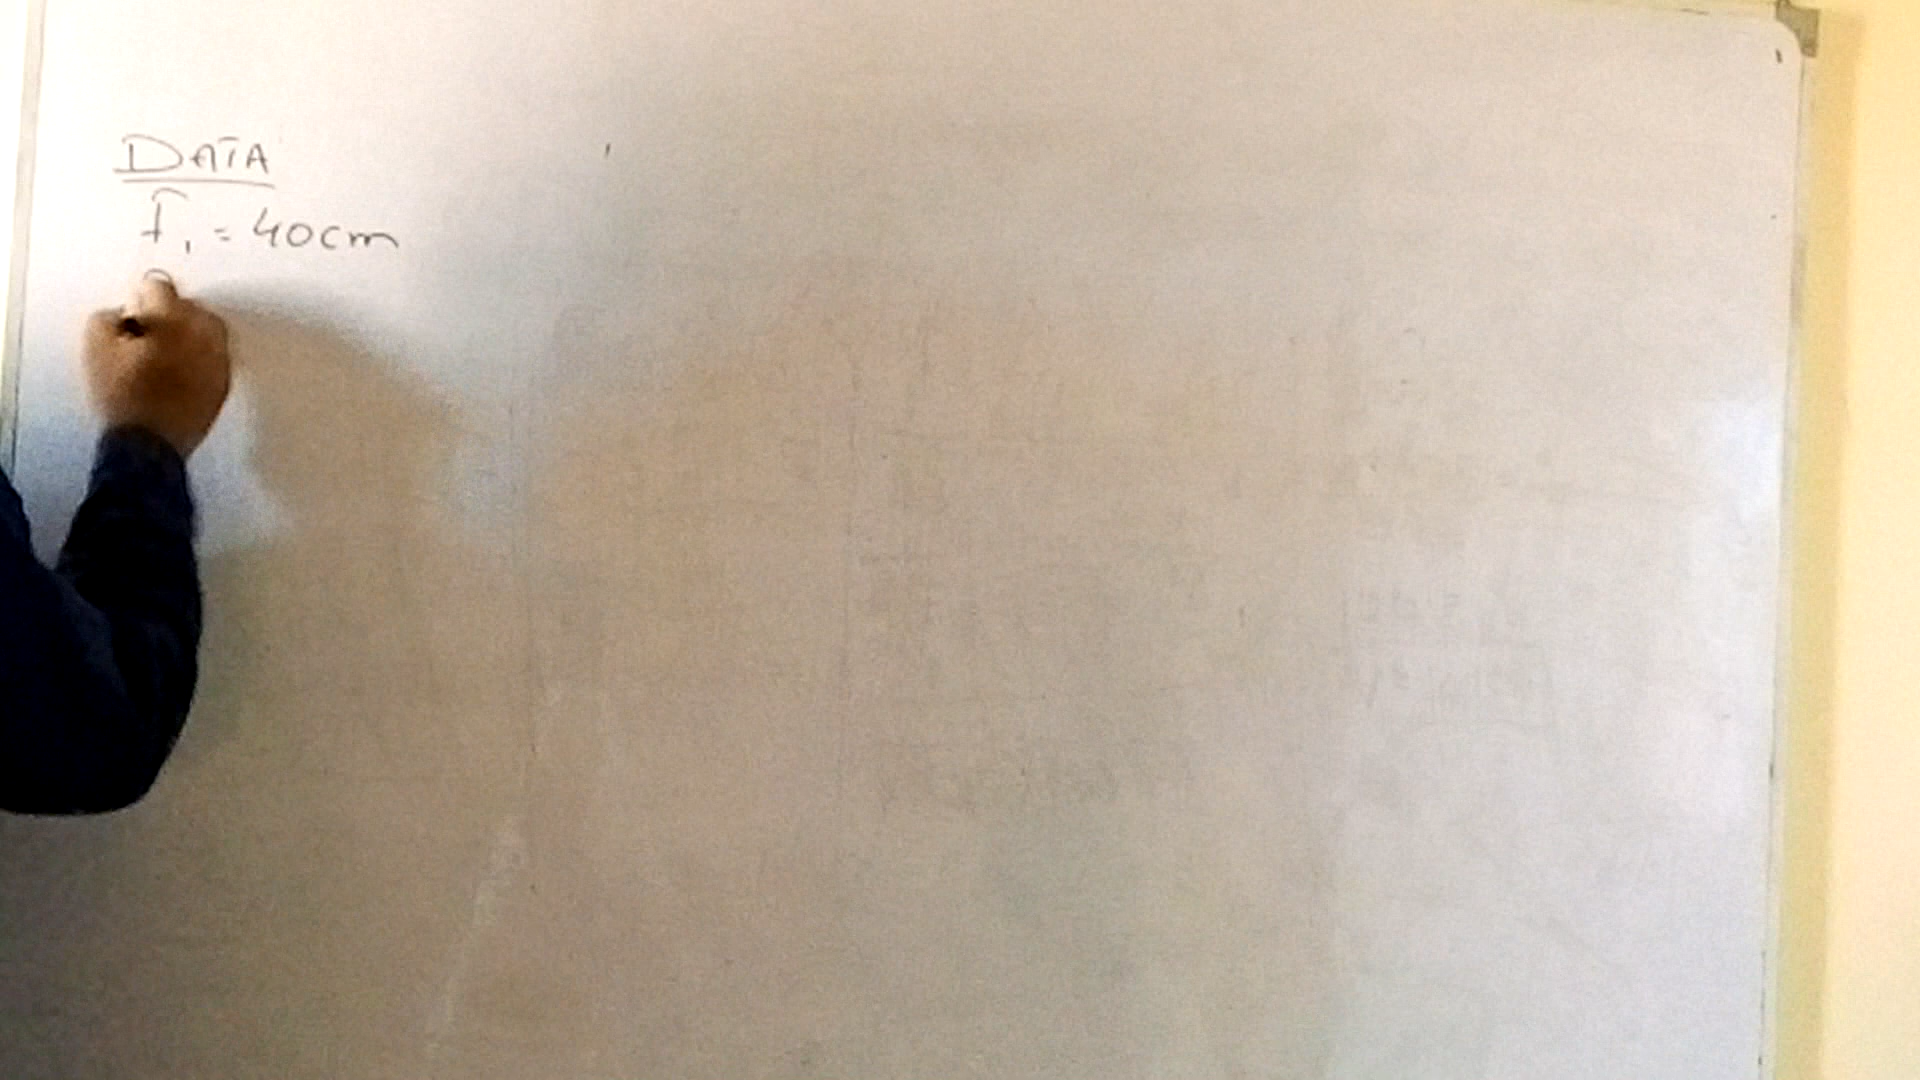 DATA
f₁ = 40cm